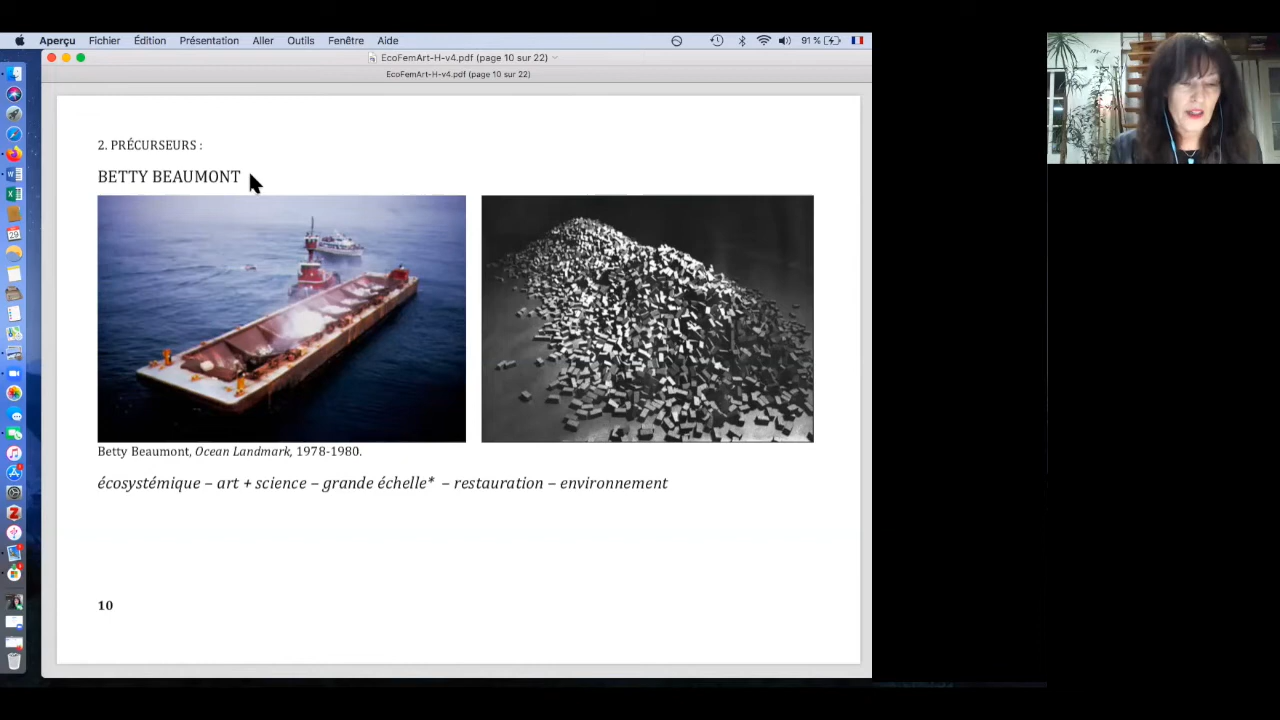 Aperçu Fichier Édition Présentation Aller Outils Fenêtre Aide 91 %
EcoFemArt-H-v4.pdf (page 10 sur 22)
EcoFemArt-H-v4.pdf (page 10 sur 22)
2. PRÉCURSEURS :
BETTY BEAUMONT
Betty Beaumont, Ocean Landmark, 1978-1980.
écosystémique – art + science – grande échelle* – restauration – environnement
10